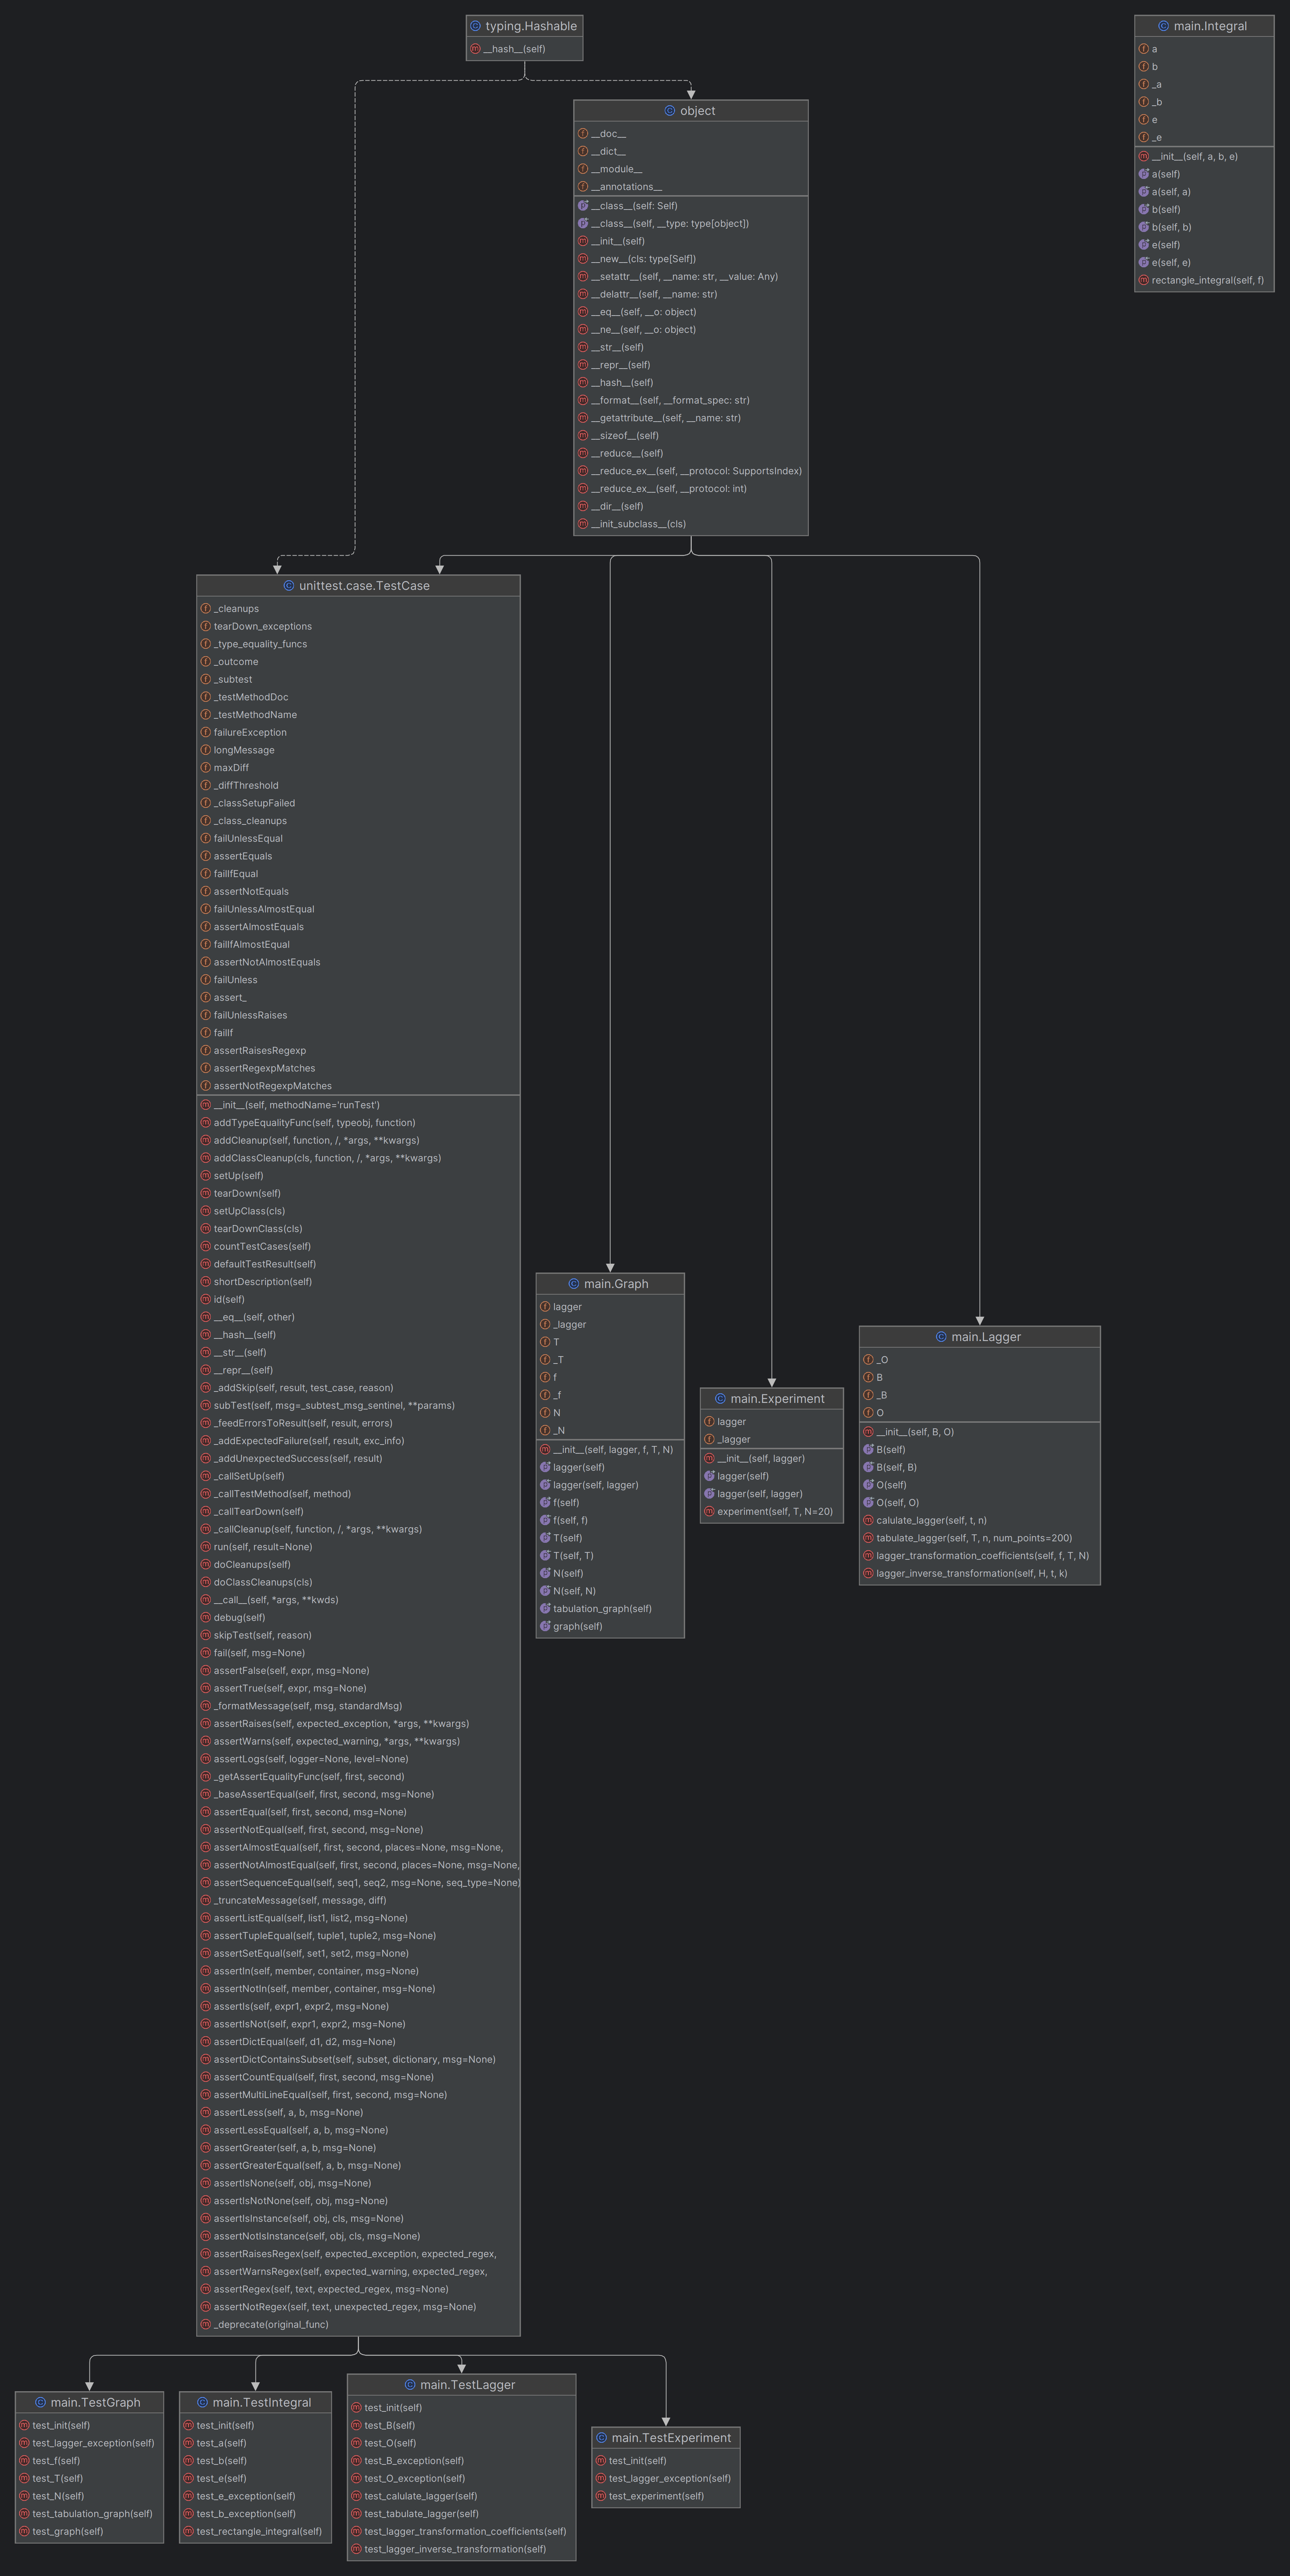 typing.Hashable
__hash__(self)
main.Integral
a
b
_a
_b
e
_e
__init__(self, a, b, e)
a(self)
a(self, a)
b(self)
b(self, b)
e(self)
e(self, e)
rectangle_integral(self, f)
object
__doc__
__dict__
__module__
__annotations__
__class__(self: Self)
__class__(self, __type: type[object])
__init__(self)
__new__(cls: type[Self])
__setattr__(self, __name: str, __value: Any)
__delattr__(self, __name: str)
__eq__(self, __o: object)
__ne__(self, __o: object)
__str__(self)
__repr__(self)
__hash__(self)
__format__(self, __format_spec: str)
__getattribute__(self, __name: str)
__sizeof__(self)
__reduce__(self)
__reduce_ex__(self, __protocol: SupportsIndex)
__reduce_ex__(self, __protocol: int)
__dir__(self)
__init_subclass__(cls)
unittest.case.TestCase
_cleanups
tearDown_exceptions
_type_equality_funcs
_outcome
_subtest
_testMethodDoc
_testMethodName
failureException
longMessage
maxDiff
_diffThreshold
_classSetupFailed
_class_cleanups
failUnlessEqual
assertEquals
failIfEqual
assertNotEquals
failUnlessAlmostEqual
assertAlmostEquals
failIfAlmostEqual
assertNotAlmostEquals
failUnless
assert_
failUnlessRaises
failIf
assertRaisesRegexp
assertRegexpMatches
assertNotRegexpMatches
__init__(self, methodName='runTest')
addTypeEqualityFunc(self, typeobj, function)
addCleanup(self, function, /, *args, **kwargs)
addClassCleanup(cls, function, /, *args, **kwargs)
setUp(self)
tearDown(self)
setUpClass(cls)
tearDownClass(cls)
countTestCases(self)
defaultTestResult(self)
shortDescription(self)
id(self)
__eq__(self, other)
__hash__(self)
__str__(self)
__repr__(self)
_addSkip(self, result, test_case, reason)
subTest(self, msg=_subtest_msg_sentinel, **params)
_feedErrorsToResult(self, result, errors)
_addExpectedFailure(self, result, exc_info)
_addUnexpectedSuccess(self, result)
_callSetUp(self)
_callTestMethod(self, method)
_callTearDown(self)
_callCleanup(self, function, /, *args, **kwargs)
run(self, result=None)
doCleanups(self)
doClassCleanups(cls)
__call__(self, *args, **kwds)
debug(self)
skipTest(self, reason)
fail(self, msg=None)
assertFalse(self, expr, msg=None)
assertTrue(self, expr, msg=None)
_formatMessage(self, msg, standardMsg)
assertRaises(self, expected_exception, *args, **kwargs)
assertWarns(self, expected_warning, *args, **kwargs)
assertLogs(self, logger=None, level=None)
_getAssertEqualityFunc(self, first, second)
_baseAssertEqual(self, first, second, msg=None)
assertEqual(self, first, second, msg=None)
assertNotEqual(self, first, second, msg=None)
assertAlmostEqual(self, first, second, places=None, msg=None,
assertNotAlmostEqual(self, first, second, places=None, msg=None,
assertSequenceEqual(self, seq1, seq2, msg=None, seq_type=None)
_truncateMessage(self, message, diff)
assertListEqual(self, list1, list2, msg=None)
assertTupleEqual(self, tuple1, tuple2, msg=None)
assertSetEqual(self, set1, set2, msg=None)
assertIn(self, member, container, msg=None)
assertNotIn(self, member, container, msg=None)
assertIs(self, expr1, expr2, msg=None)
assertIsNot(self, expr1, expr2, msg=None)
assertDictEqual(self, d1, d2, msg=None)
assertDictContainsSubset(self, subset, dictionary, msg=None)
assertCountEqual(self, first, second, msg=None)
assertMultiLineEqual(self, first, second, msg=None)
assertLess(self, a, b, msg=None)
assertLessEqual(self, a, b, msg=None)
assertGreater(self, a, b, msg=None)
assertGreaterEqual(self, a, b, msg=None)
assertIsNone(self, obj, msg=None)
assertIsNotNone(self, obj, msg=None)
assertIsInstance(self, obj, cls, msg=None)
assertNotIsInstance(self, obj, cls, msg=None)
assertRaisesRegex(self, expected_exception, expected_regex,
assertWarnsRegex(self, expected_warning, expected_regex,
assertRegex(self, text, expected_regex, msg=None)
assertNotRegex(self, text, unexpected_regex, msg=None)
_deprecate(original_func)
main.Graph
lagger
_lagger
T
_T
f
_f
N
_N
__init__(self, lagger, f, T, N)
lagger(self)
lagger(self, lagger)
f(self)
f(self, f)
T(self)
T(self, T)
N(self)
N(self, N)
tabulation_graph(self)
graph(self)
main.Experiment
lagger
_lagger
__init__(self, lagger)
lagger(self)
lagger(self, lagger)
experiment(self, T, N=20)
main.Lagger
_O
B
_B
O
__init__(self, B, O)
B(self)
B(self, B)
O(self)
O(self, O)
calulate_lagger(self, t, n)
tabulate_lagger(self, T, n, num_points=200)
lagger_transformation_coefficients(self, f, T, N)
lagger_inverse_transformation(self, H, t, k)
main.TestGraph
test_init(self)
test_lagger_exception(self)
test_f(self)
test_T(self)
test_N(self)
test_tabulation_graph(self)
test_graph(self)
main.TestIntegral
test_init(self)
test_a(self)
test_b(self)
test_e(self)
test_e_exception(self)
test_b_exception(self)
test_rectangle_integral(self)
main.TestLagger
test_init(self)
test_B(self)
test_O(self)
test_B_exception(self)
test_O_exception(self)
test_calulate_lagger(self)
test_tabulate_lagger(self)
test_lagger_transformation_coefficients(self)
test_lagger_inverse_transformation(self)
main.TestExperiment
test_init(self)
test_lagger_exception(self)
test_experiment(self)